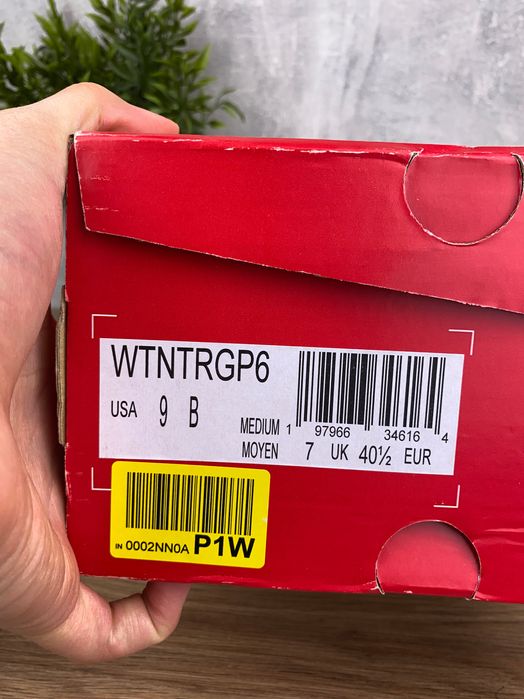 WTNTRGP6
USA 9 B
MEDIUM
MOYEN
1 97966 34616 4
7 UK 40½ EUR
IN 0002NN0A P1W